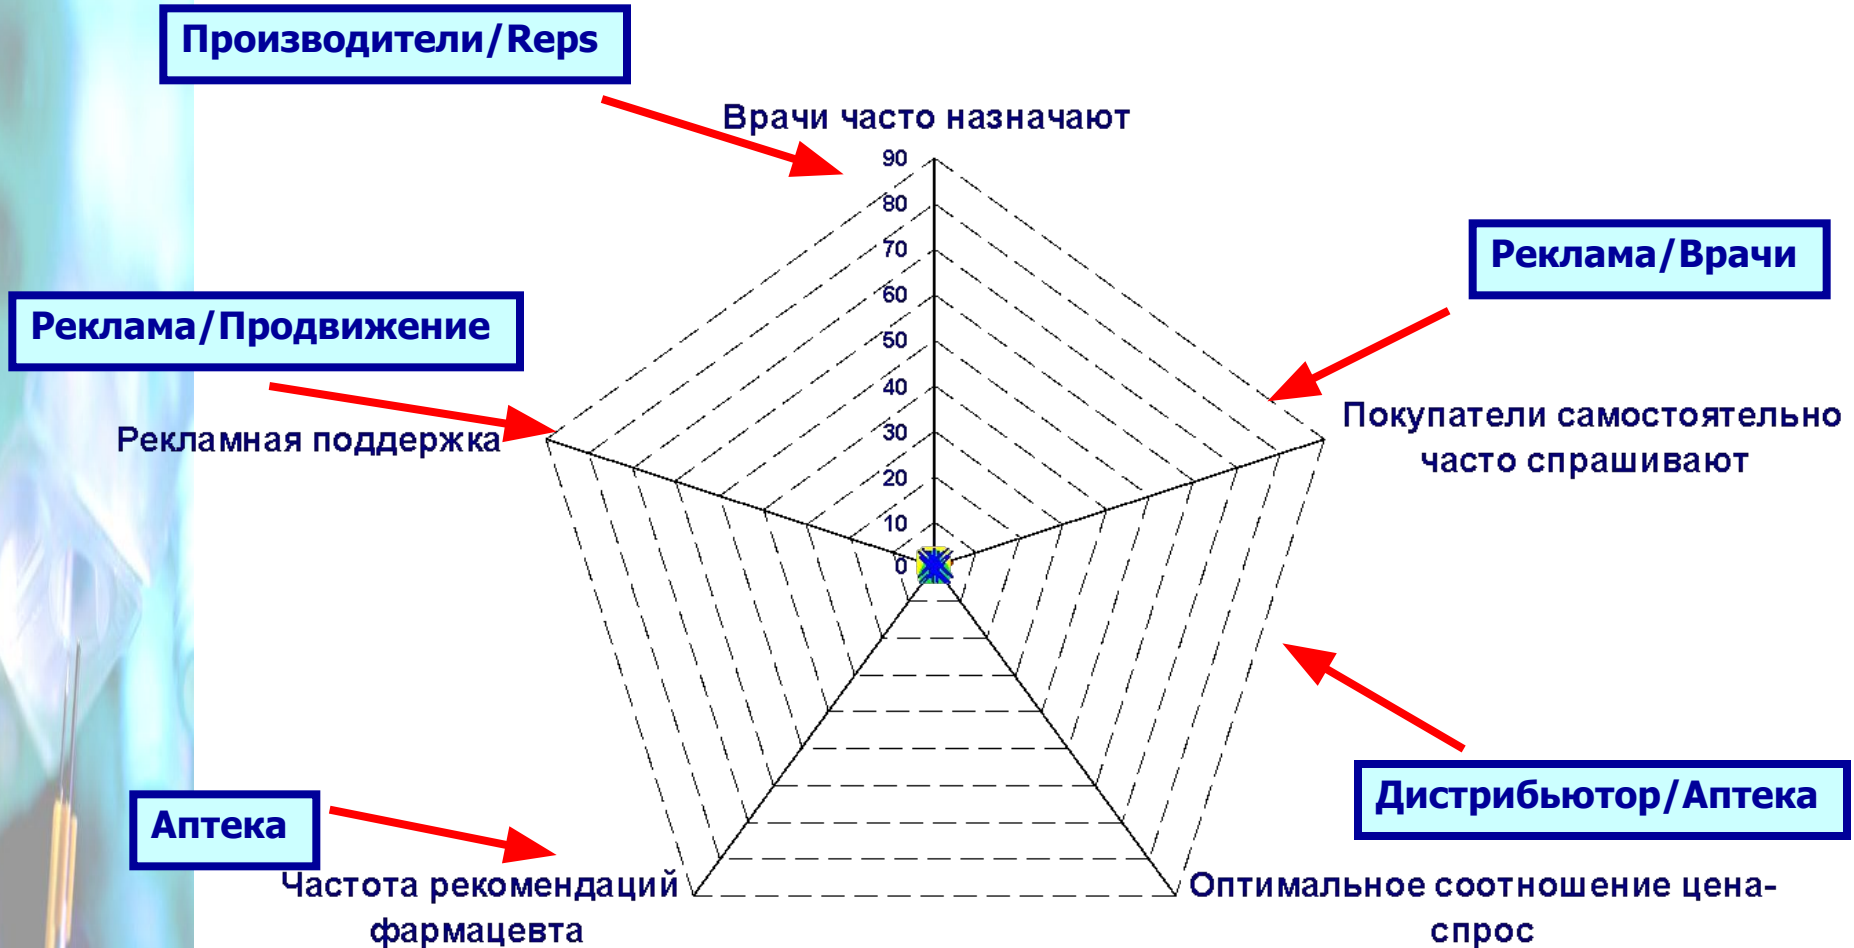 Производители/Reps
Врачи часто назначают
90
80
70
60
50
40
30
20
10
0
Реклама/Врачи
Реклама/Продвижение
Рекламная поддержка
Покупатели самостоятельно
часто спрашивают
Дистрибьютор/Аптека
Аптека
Частота рекомендаций
фармацевта
Оптимальное соотношение цена-
спрос